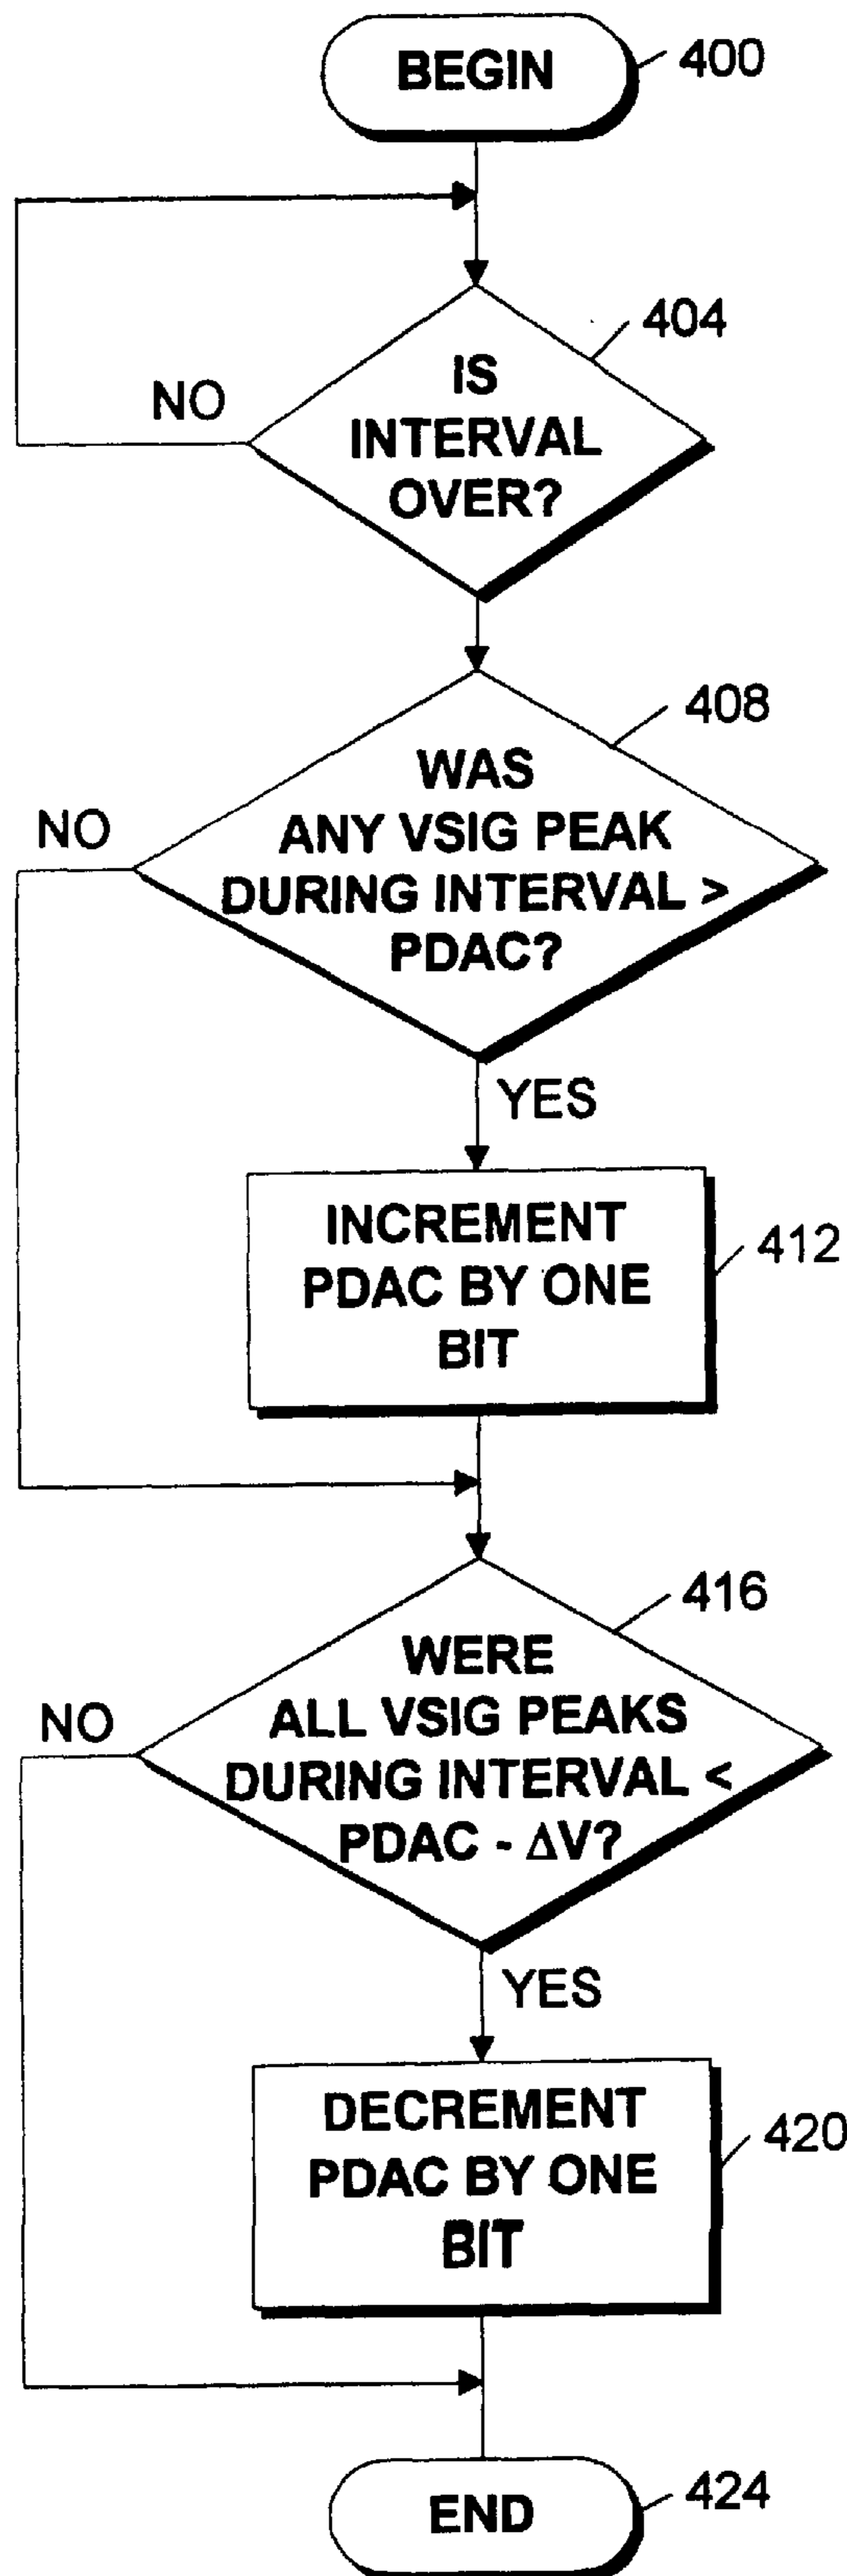 BEGIN
400
404
IS
INTERVAL
OVER?
NO
408
WAS
ANY VSIG PEAK
DURING INTERVAL >
PDAC?
NO
YES
INCREMENT
PDAC BY ONE
BIT
412
416
WERE
ALL VSIG PEAKS
DURING INTERVAL <
PDAC - ΔV?
NO
YES
DECREMENT
PDAC BY ONE
BIT
420
END
424